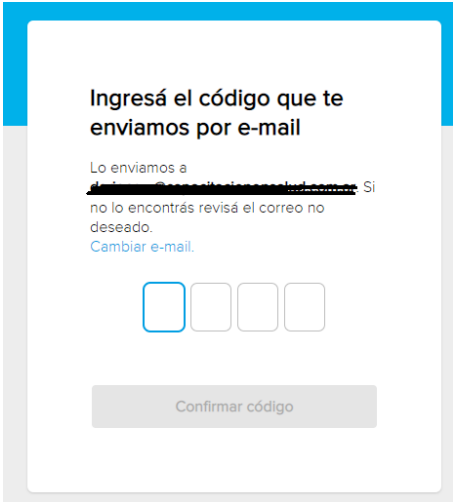 Ingresá el código que te
enviamos por e-mail
Lo enviamos a
Si
no lo encontrás revisá el correo no
deseado.
Cambiar e-mail.
Confirmar código